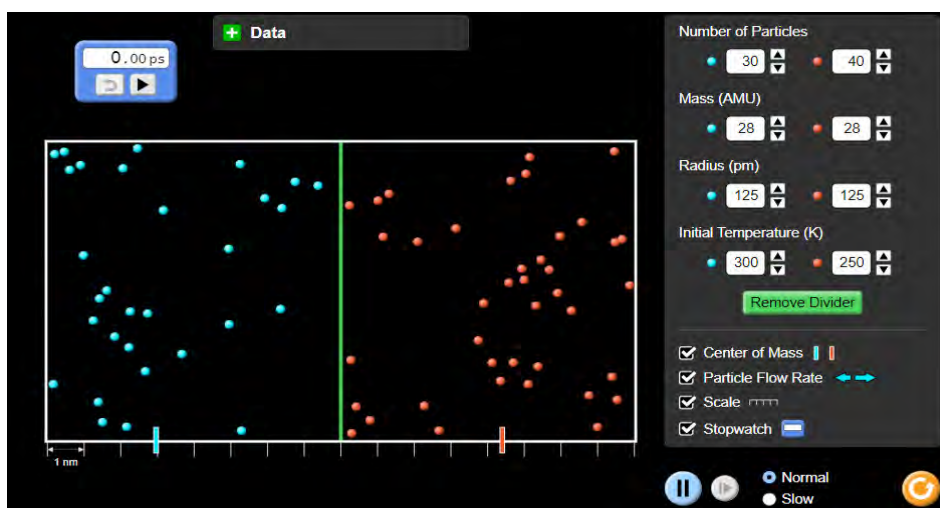 Data
0.00 ps
Number of Particles
30 40
Mass (AMU)
28 28
Radius (pm)
125 125
Initial Temperature (K)
300 250
Remove Divider
Center of Mass
Particle Flow Rate
Scale
Stopwatch
1 nm
Normal
Slow